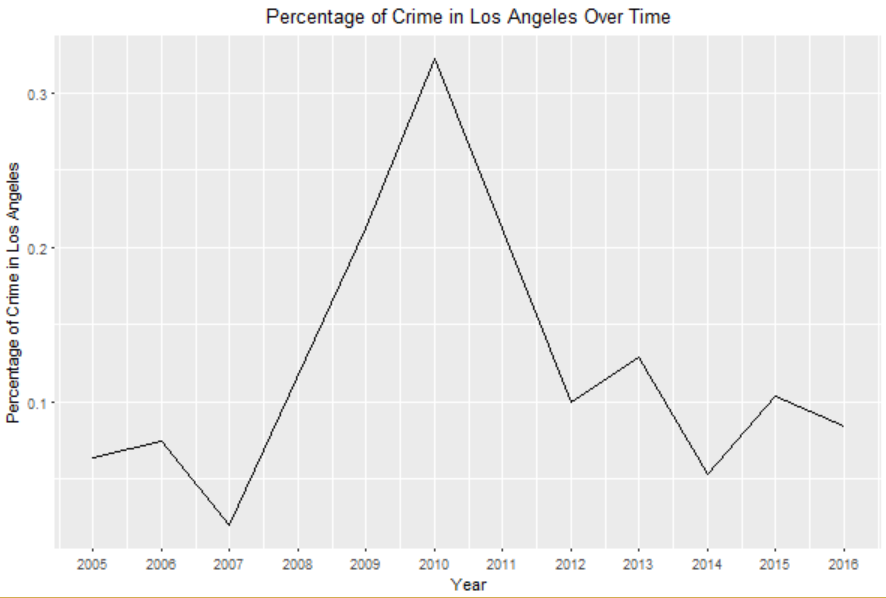 Percentage of Crime in Los Angeles Over Time
Percentage of Crime in Los Angeles
0.3
0.2
0.1
2005 2006 2007 2008 2009 2010 2011 2012 2013 2014 2015 2016
Year